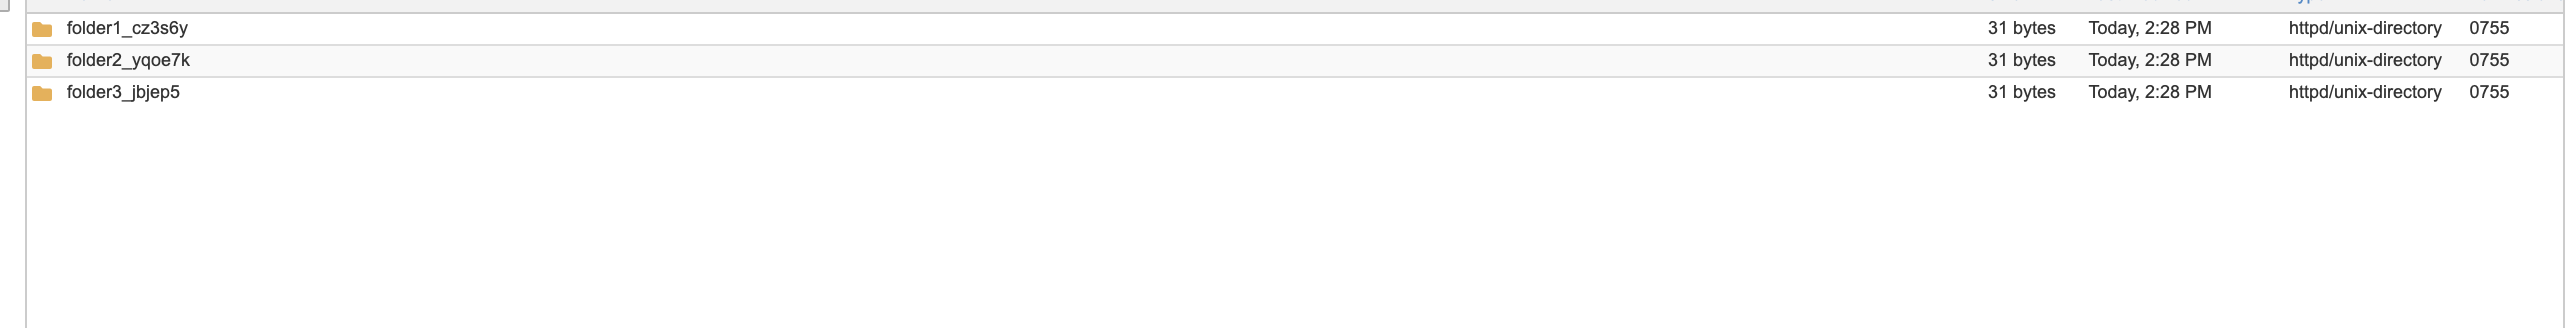 folder1_cz3s6y 31 bytes Today, 2:28 PM httpd/unix-directory 0755
folder2_yqoe7k 31 bytes Today, 2:28 PM httpd/unix-directory 0755
folder3_jbjep5 31 bytes Today, 2:28 PM httpd/unix-directory 0755